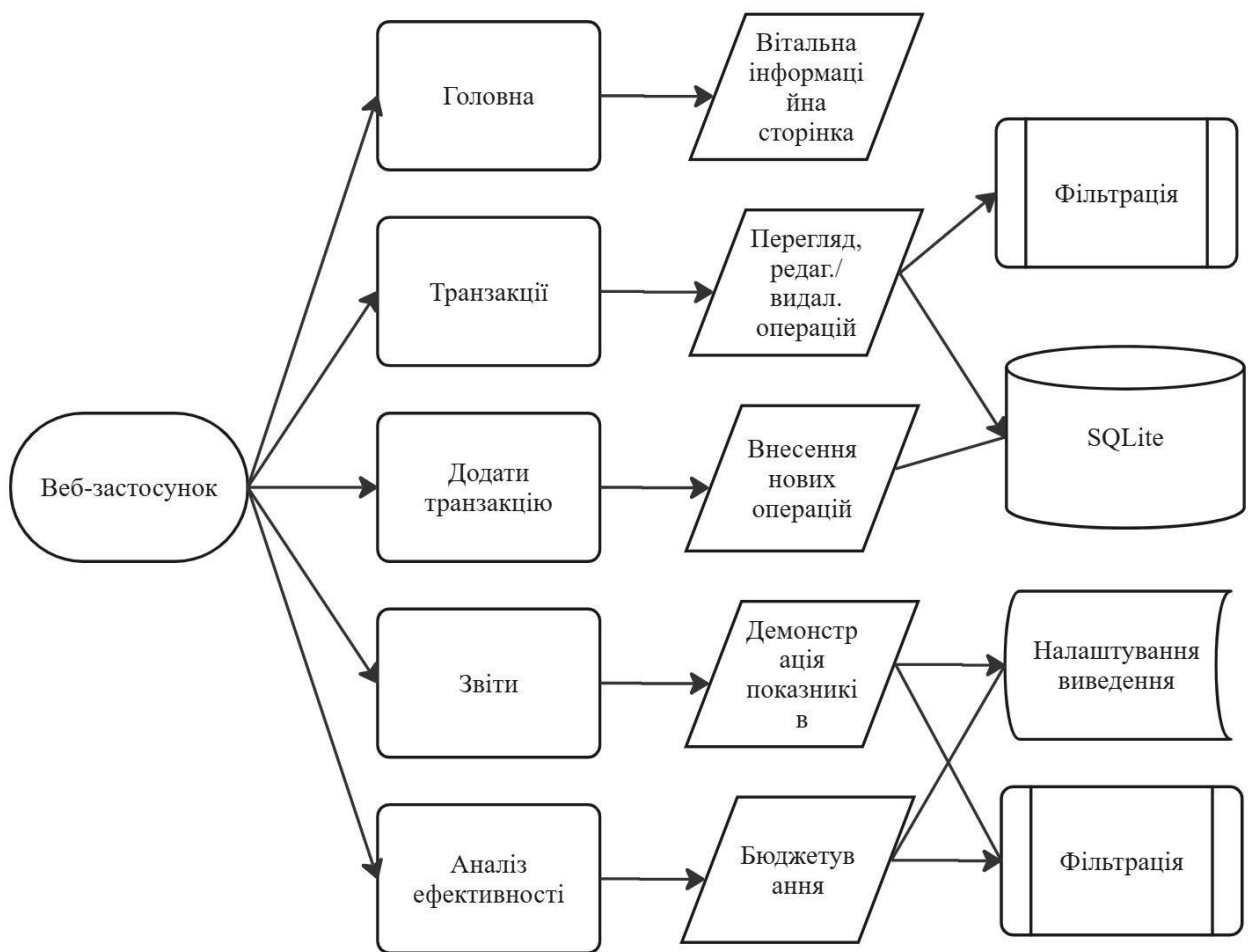 Головна
Вітальна
інформаці
йна
сторінка
Фільтрація
Транзакції
Перегляд,
редаг./
видал.
операцій
SQLite
Веб-застосунок
Додати
транзакцію
Внесення
нових
операцій
Звіти
Демонстр
ація
показникі
в
Налаштування
виведення
Аналіз
ефективності
Бюджетув
ання
Фільтрація